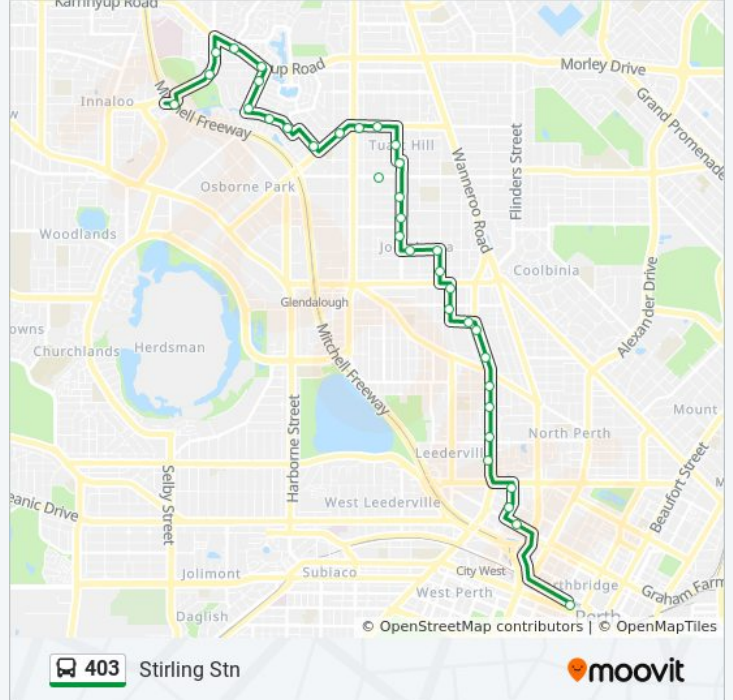 Karrinyup Road
up Road
Morley Drive
Innaloo
Mitchell Freeway
Grand Promenade
Tuart Hill
Wanneroo Road
Flinders Street
Osborne Park
Woodlands
Coolbinia
Glendalough
Alexander Drive
owns
Churchlands
Herdsman
Mitchell Freeway
Harborne Street
Mount
North Perth
Leederville
Beaufort Street
Selby Street
eanic Drive
West Leederville
City West
Jolimont
Subiaco
West Perth
rthbridge
Graham Farm
Daglish
Perth
© OpenStreetMap contributors | © OpenMapTiles
403 Stirling Stn
moovit